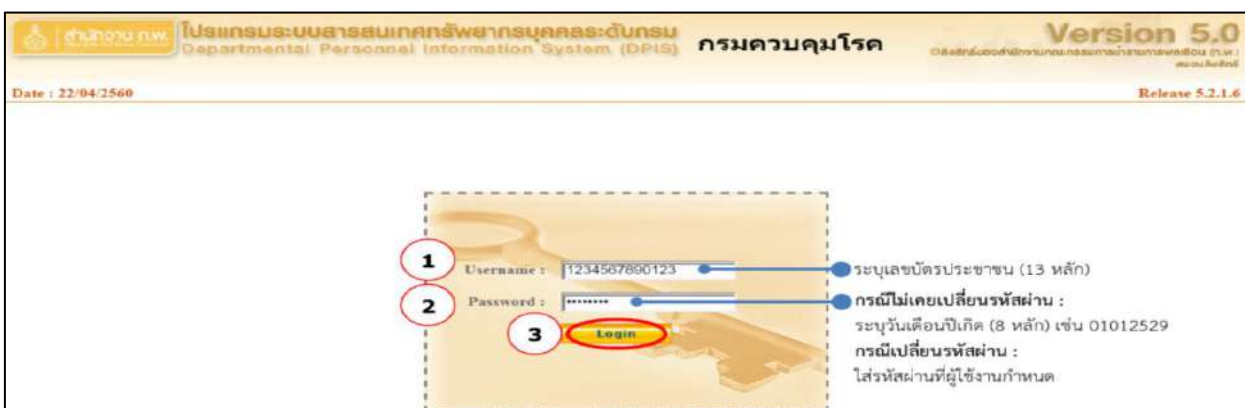 สำนักงาน ก.พ. โปรแกรมระบบสารสนเทศทรัพยากรบุคคลระดับกรม
Departmental Personnel Information System (DPIS)
กรมควบคุมโรค
Version 5.0
Date : 22/04/2560
Release 5.2.1.6
1 Username : 1234567890123 ระบุเลขบัตรประชาชน (13 หลัก)
2 Password : •••••••• กรณีไม่เคยเปลี่ยนรหัสผ่าน :
ระบุวันเดือนปีเกิด (8 หลัก) เช่น 01012529
3 Login
กรณีเปลี่ยนรหัสผ่าน :
ใส่รหัสผ่านที่ผู้ใช้งานกำหนด